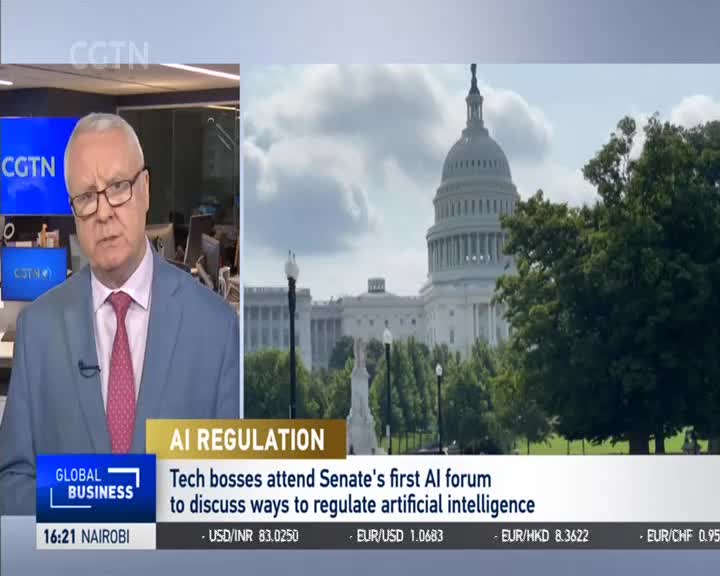 CGTN
CGTN
CGTN
AI REGULATION
GLOBAL
BUSINESS
Tech bosses attend Senate's first AI forum
to discuss ways to regulate artificial intelligence
16:21 NAIROBI
· USD/INR 83.0250 · EUR/USD 1.0683 · EUR/HKD 8.3622 · EUR/CHF 0.95